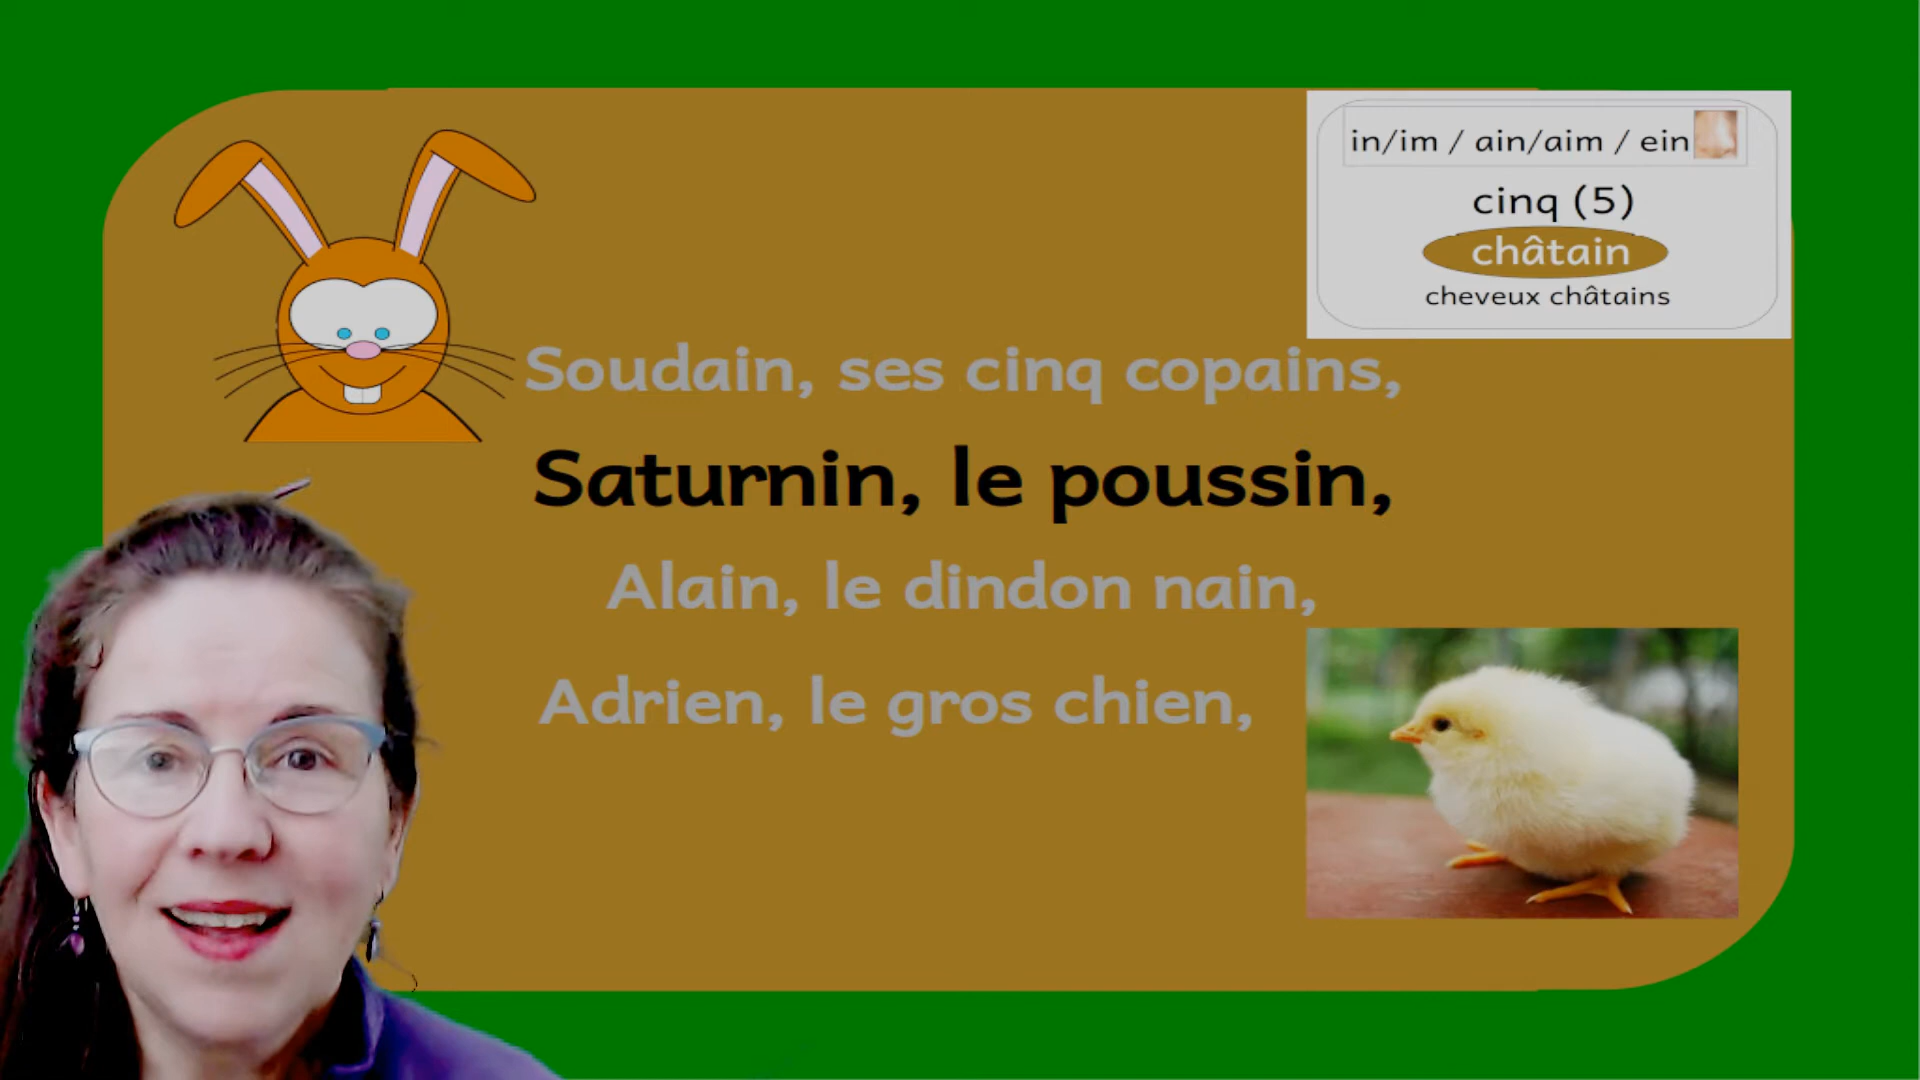 in/im / ain/aim / ein
cinq (5)
châtain
cheveux châtains
Soudain, ses cinq copains,
Saturnin, le poussin,
Alain, le dindon nain,
Adrien, le gros chien,